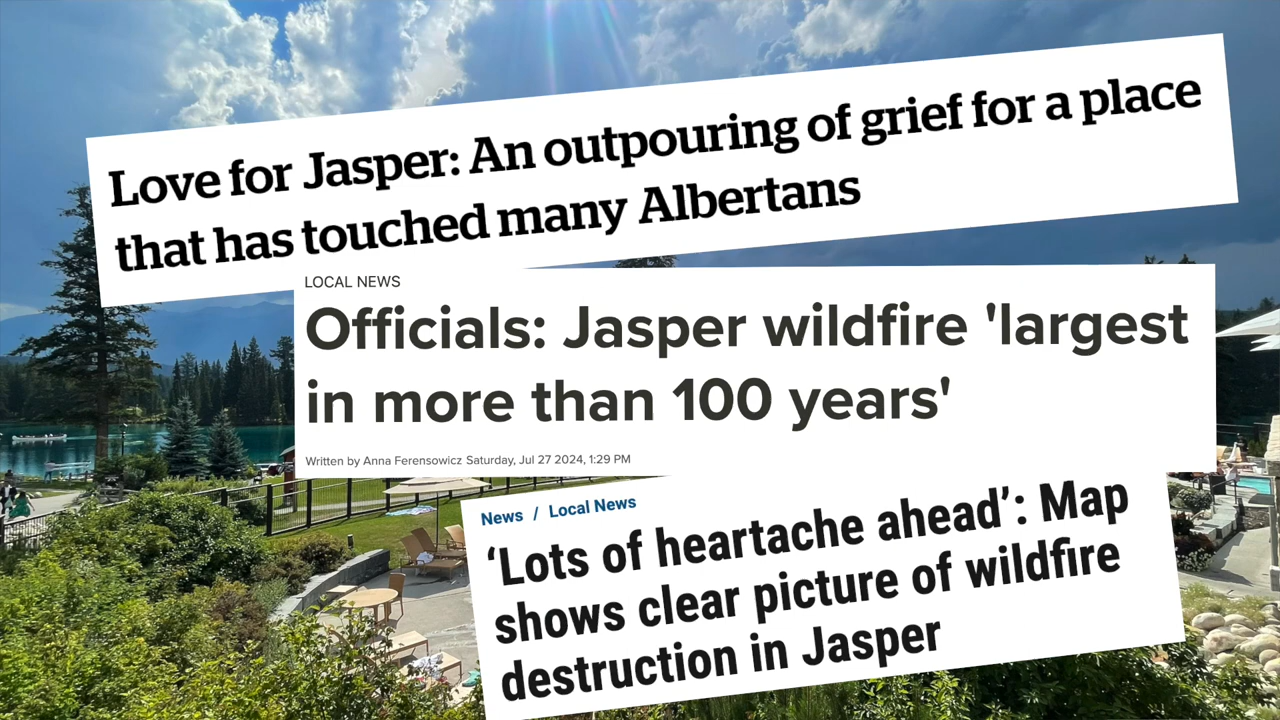 Love for Jasper: An outpouring of grief for a place
that has touched many Albertans
LOCAL NEWS
Officials: Jasper wildfire 'largest
in more than 100 years'
Written by Anna Ferensowicz Saturday, Jul 27 2024, 1:29 PM
News / Local News
‘Lots of heartache ahead’: Map
shows clear picture of wildfire
destruction in Jasper